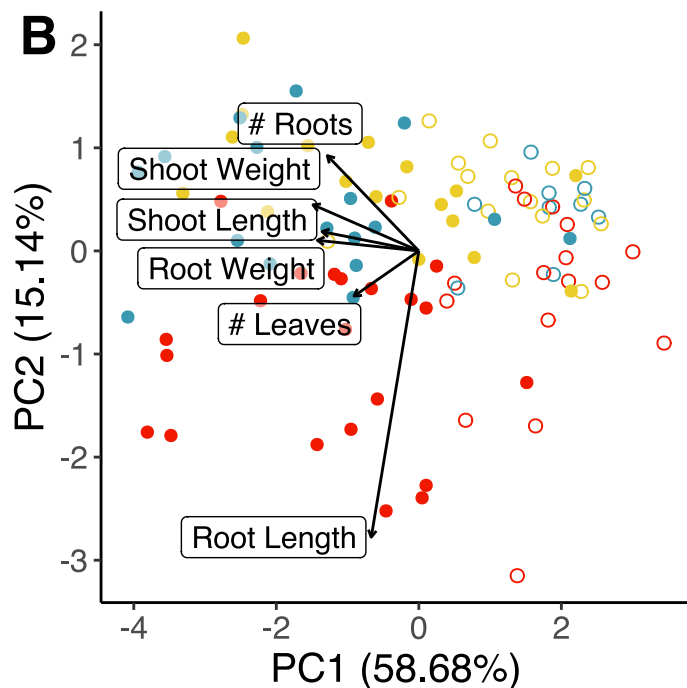 B
2
1
0
-1
-2
-3
PC2 (15.14%)
# Roots
Shoot Weight
Shoot Length
Root Weight
# Leaves
Root Length
-4
-2
0
2
PC1 (58.68%)